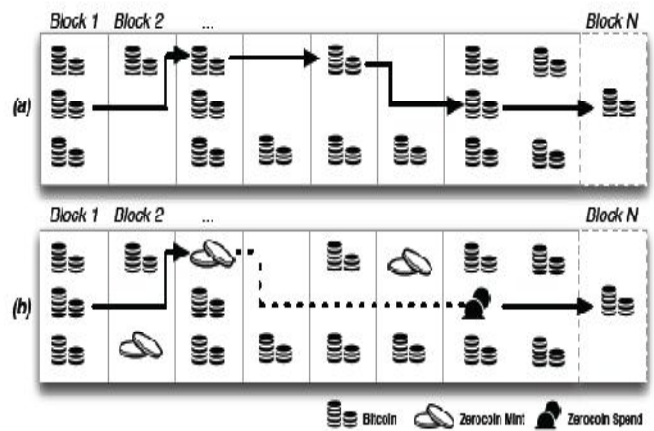 Block 1 Block 2 ... Block N
(a)
Block 1 Block 2 ... Block N
(b)
Bitcoin Zerocoin Mint Zerocoin Spend